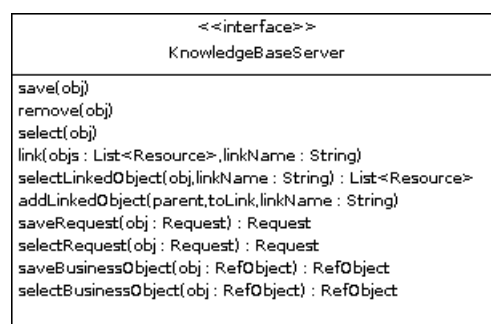 <<interface>>
KnowledgeBaseServer
save(obj)
remove(obj)
select(obj)
link(objs : List<Resource>,linkName : String)
selectLinkedObject(obj,linkName : String) : List<Resource>
addLinkedObject(parent,toLink,linkName : String)
saveRequest(obj : Request) : Request
selectRequest(obj : Request) : Request
saveBusinessObject(obj : RefObject) : RefObject
selectBusinessObject(obj : RefObject) : RefObject